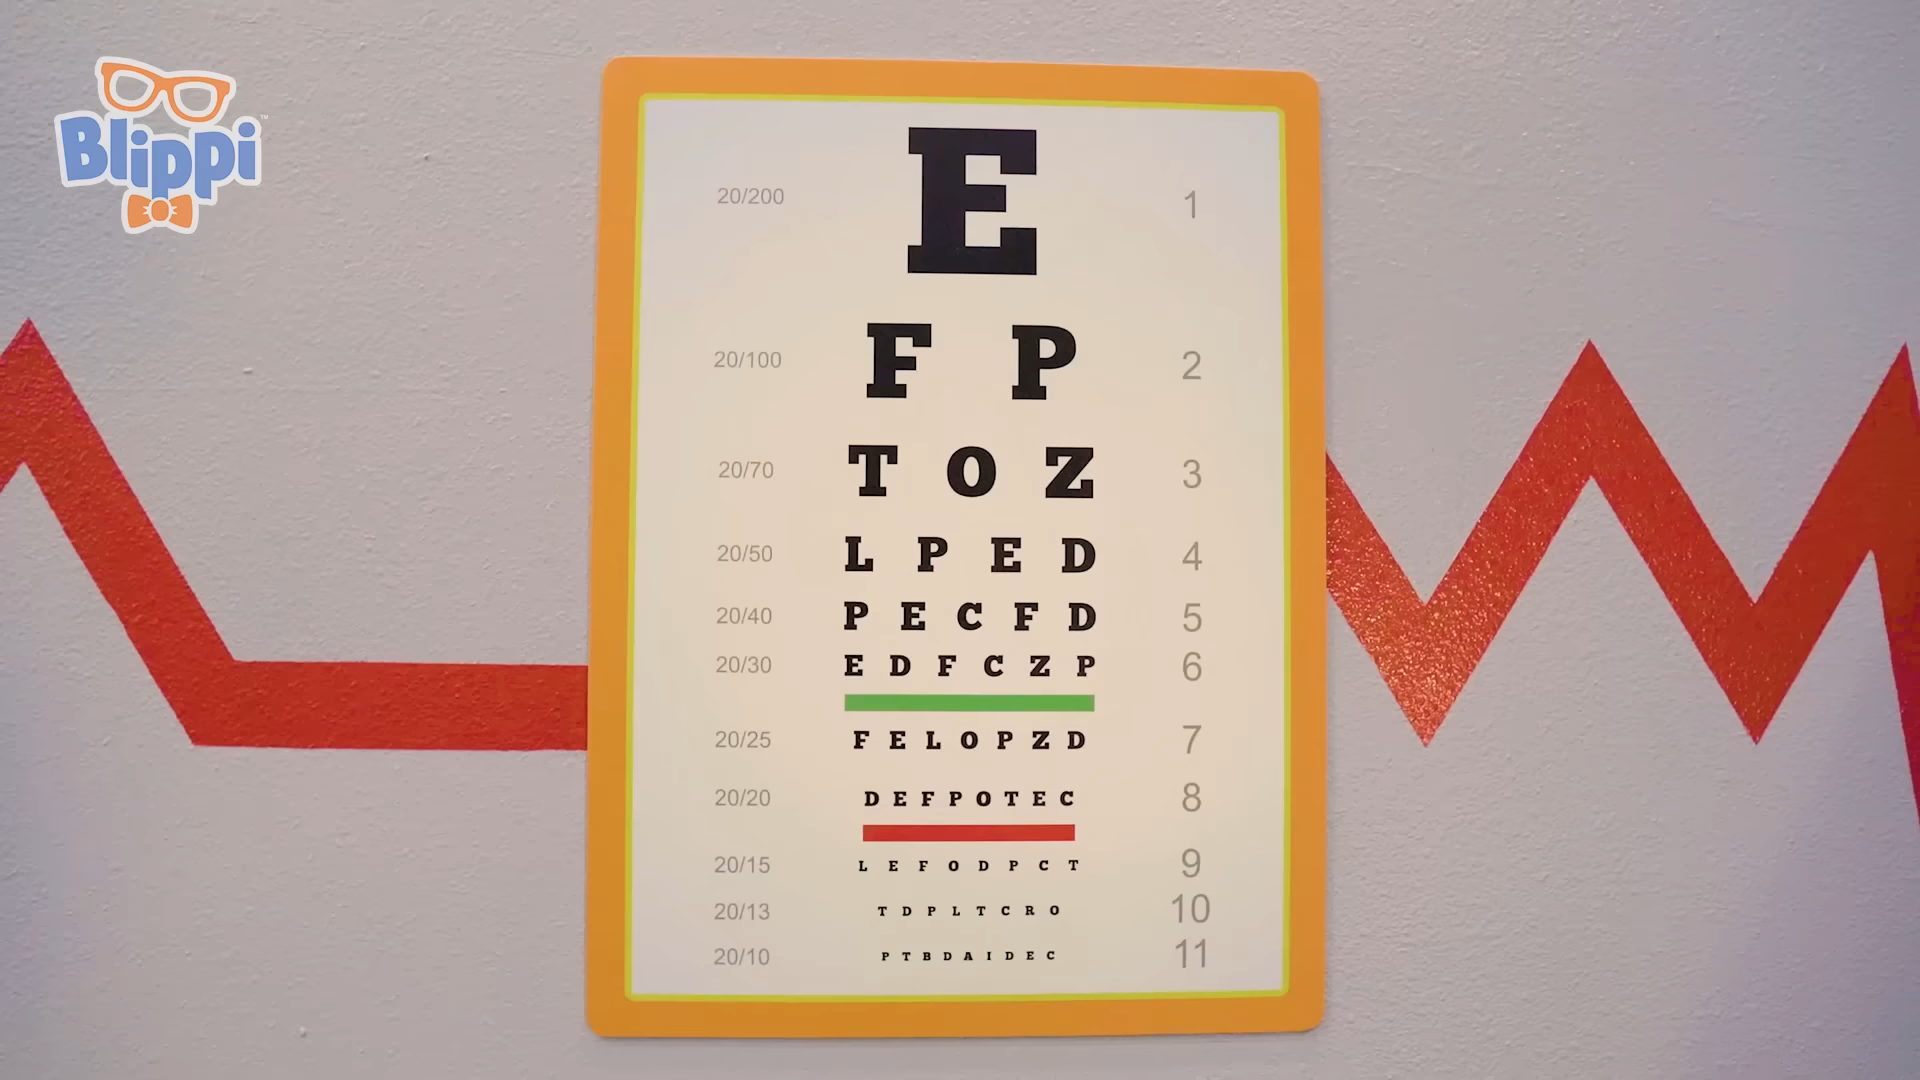 Blippi™
20/200 E 1
20/100 F P 2
20/70 T O Z 3
20/50 L P E D 4
20/40 P E C F D 5
20/30 E D F C Z P 6
20/25 F E L O P Z D 7
20/20 D E F P O T E C 8
20/15 L E F O D P C T 9
20/13 T D P L T C R O 10
20/10 P T B D A I D E C 11